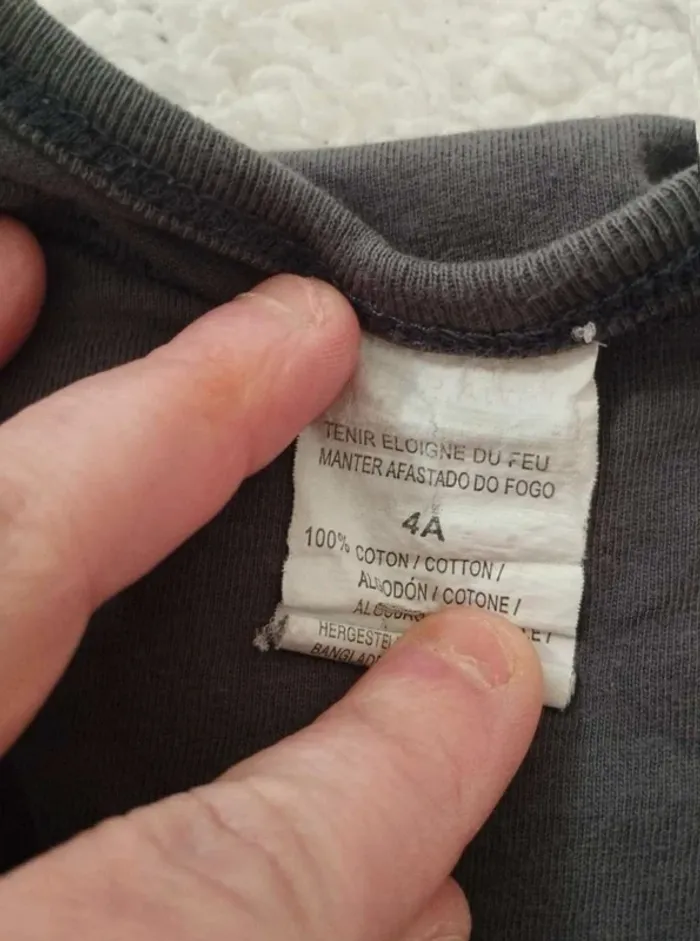 TENIR ELOIGNE DU FEU
MANTER AFASTADO DO FOGO
4A
100% COTON / COTTON /
ALGODÓN / COTONE /